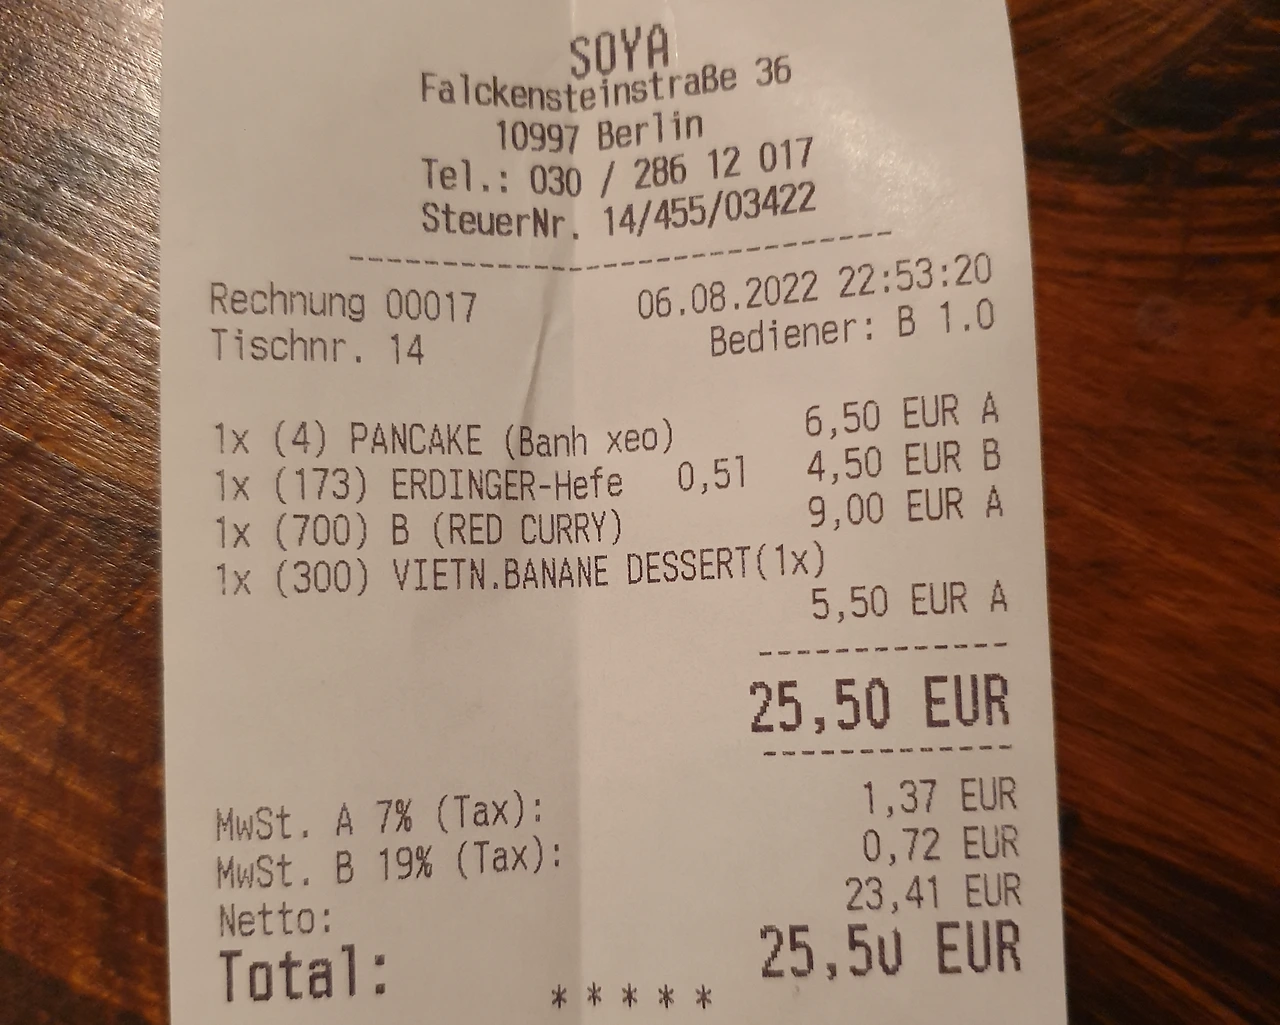 SOYA
Falckensteinstraße 36
10997 Berlin
Tel.: 030 / 286 12 017
SteuerNr. 14/455/03422
Rechnung 00017 06.08.2022 22:53:20
Tischnr. 14 Bediener: B 1.0
1x (4) PANCAKE (Banh xeo) 6,50 EUR A
1x (173) ERDINGER-Hefe 0,5l 4,50 EUR B
1x (700) B (RED CURRY) 9,00 EUR A
1x (300) VIETN.BANANE DESSERT(1x)
5,50 EUR A
25,50 EUR
MwSt. A 7% (Tax): 1,37 EUR
MwSt. B 19% (Tax): 0,72 EUR
Netto: 23,41 EUR
Total: 25,50 EUR
* * * * *